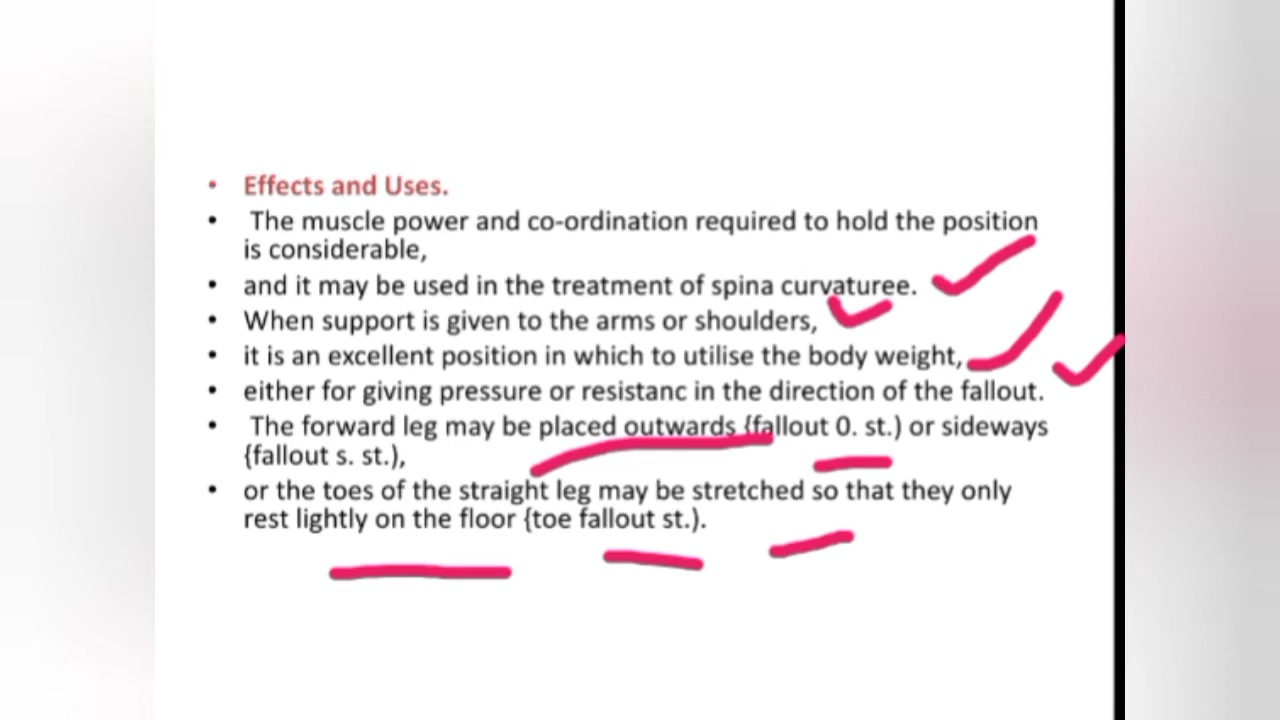 • Effects and Uses.
• The muscle power and co-ordination required to hold the position
is considerable,
• and it may be used in the treatment of spina curvaturee.
• When support is given to the arms or shoulders,
• it is an excellent position in which to utilise the body weight,
• either for giving pressure or resistanc in the direction of the fallout.
• The forward leg may be placed outwards {fallout 0. st.) or sideways
{fallout s. st.),
• or the toes of the straight leg may be stretched so that they only
rest lightly on the floor {toe fallout st.).